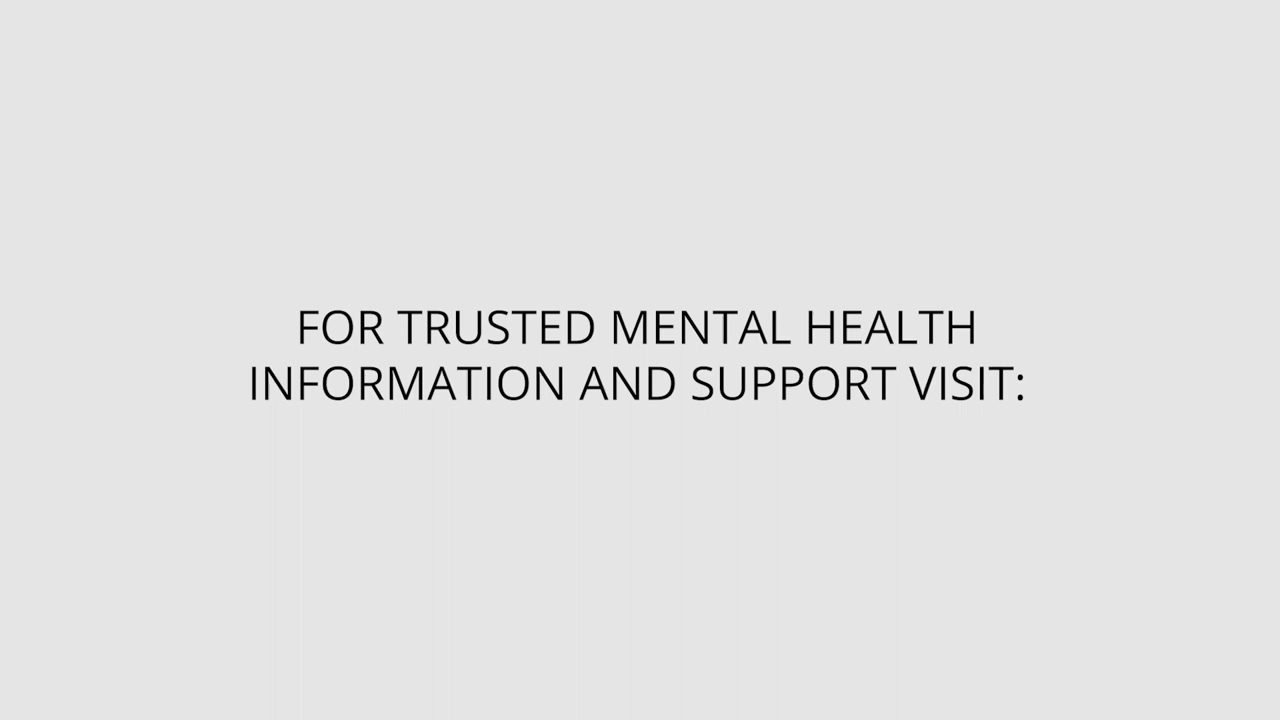 FOR TRUSTED MENTAL HEALTH
INFORMATION AND SUPPORT VISIT: